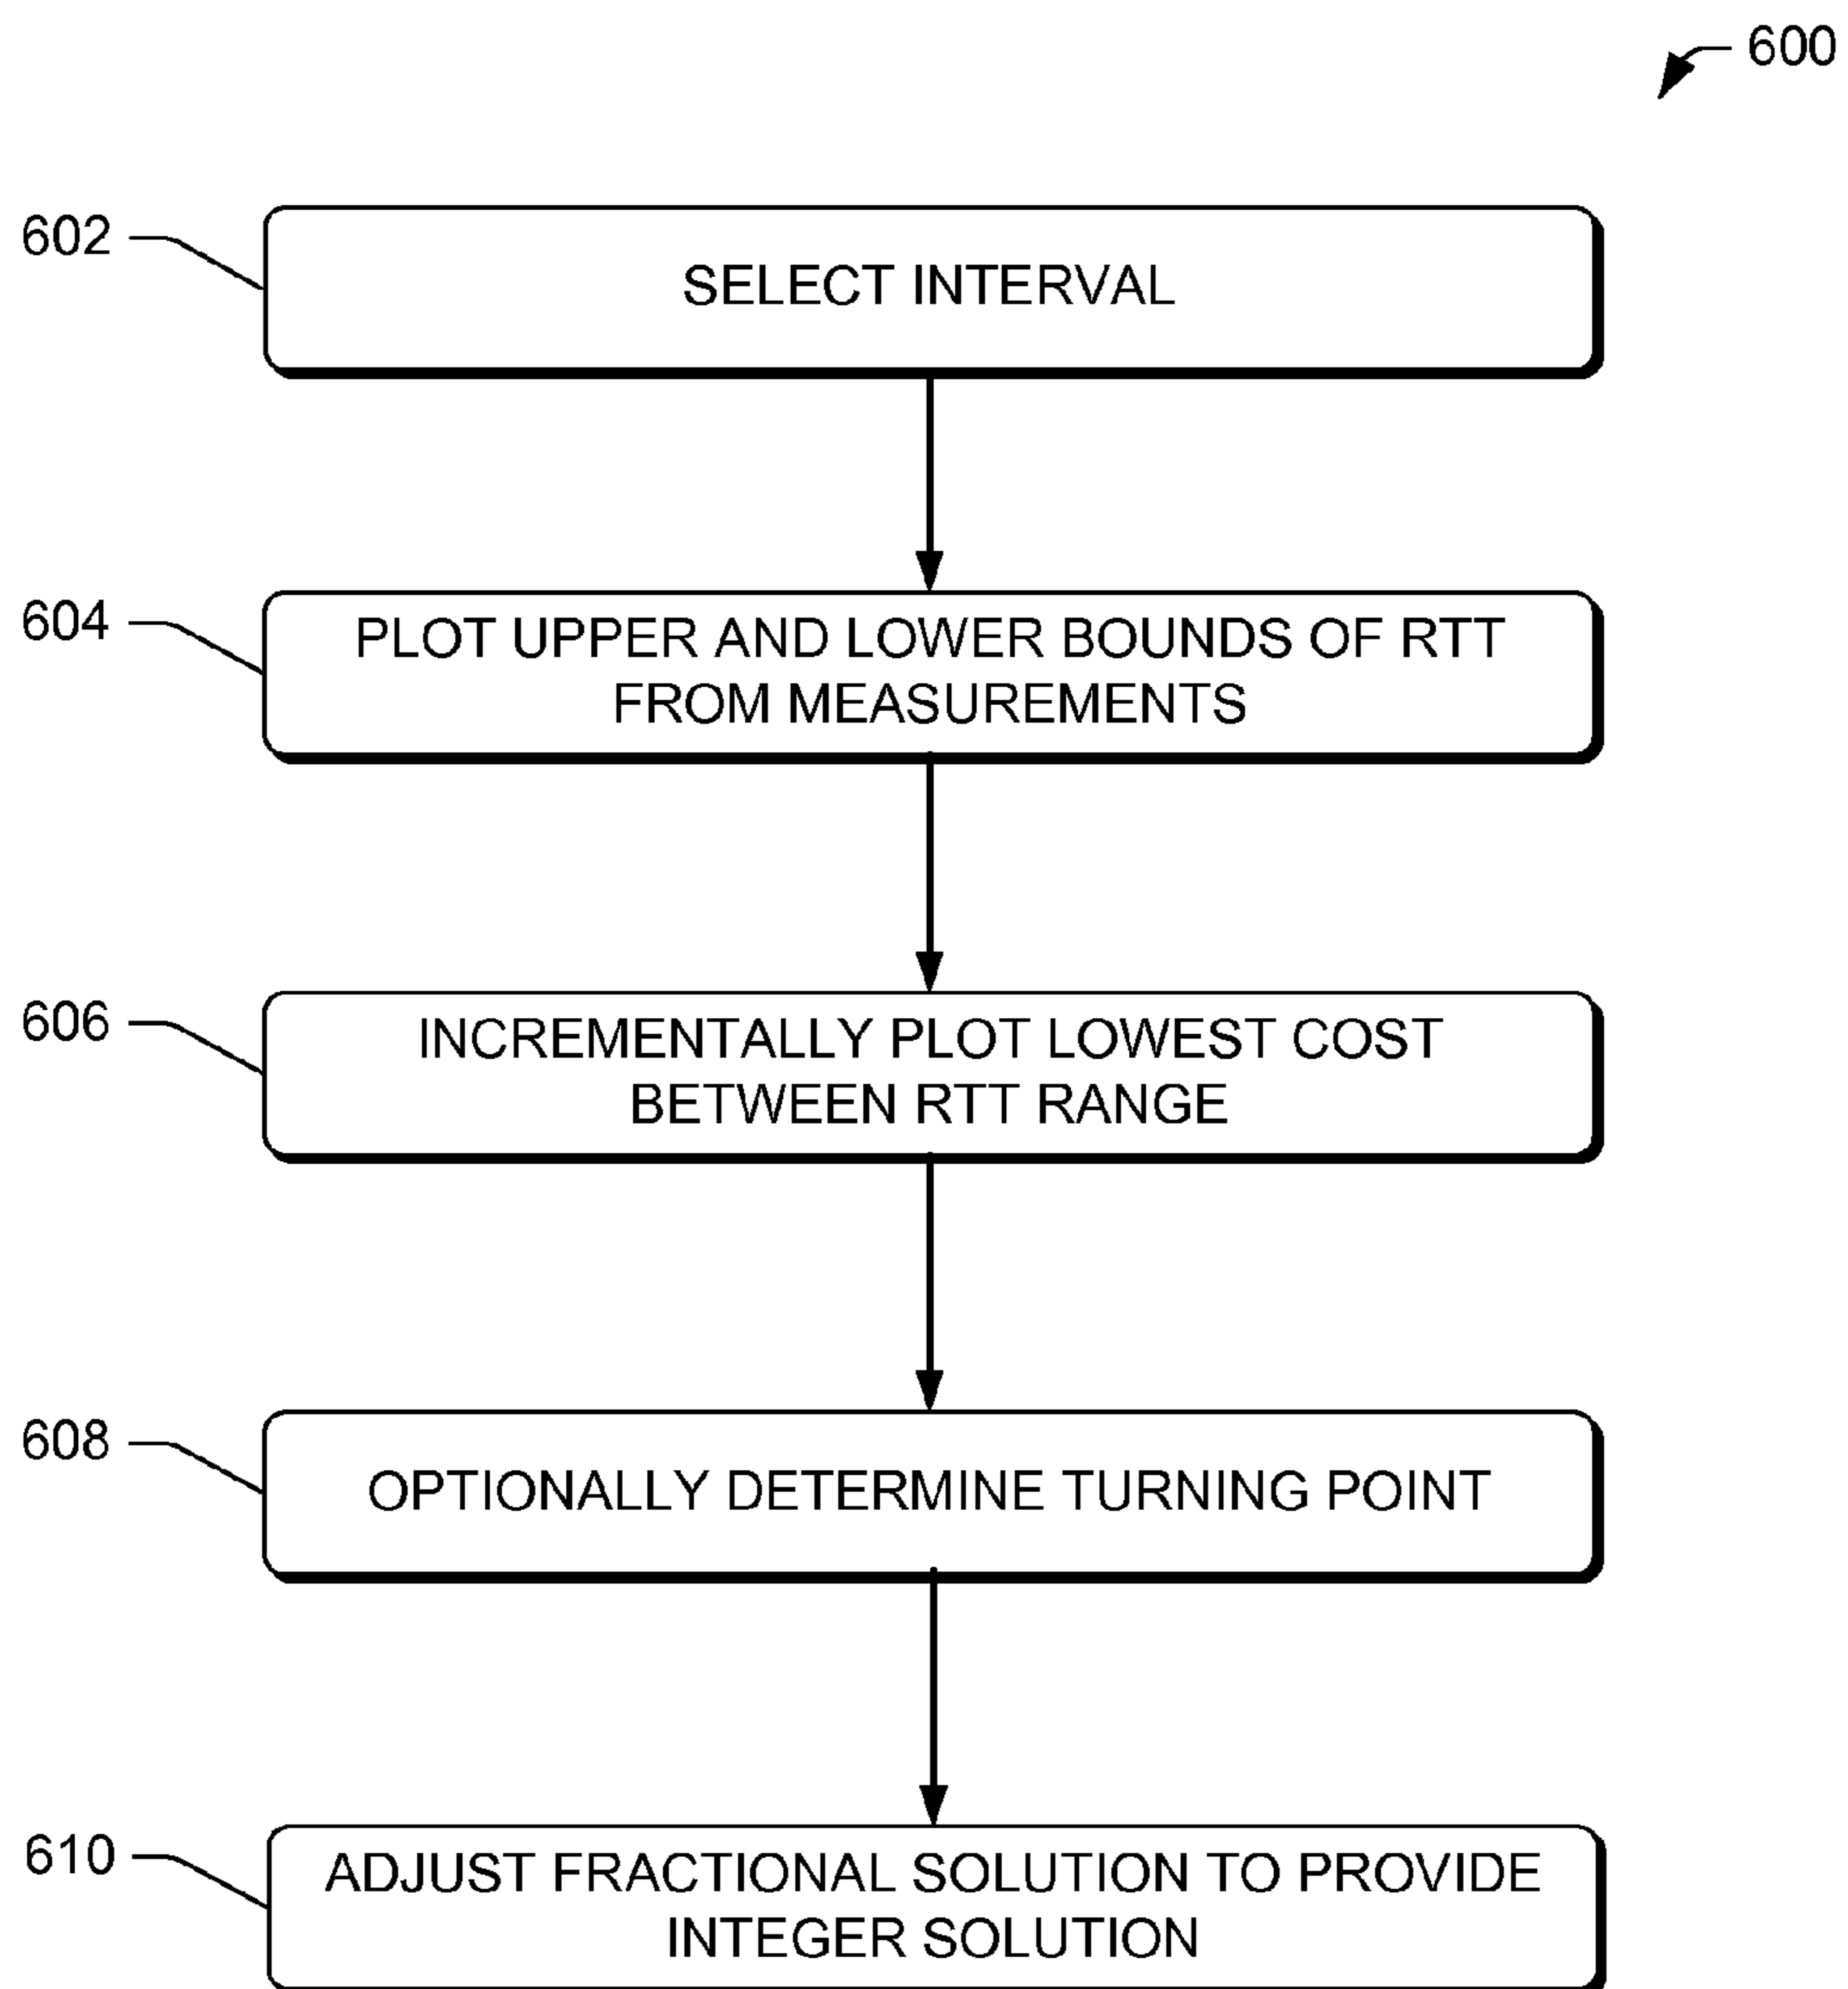 600
602
SELECT INTERVAL
604
PLOT UPPER AND LOWER BOUNDS OF RTT
FROM MEASUREMENTS
606
INCREMENTALLY PLOT LOWEST COST
BETWEEN RTT RANGE
608
OPTIONALLY DETERMINE TURNING POINT
610
ADJUST FRACTIONAL SOLUTION TO PROVIDE
INTEGER SOLUTION